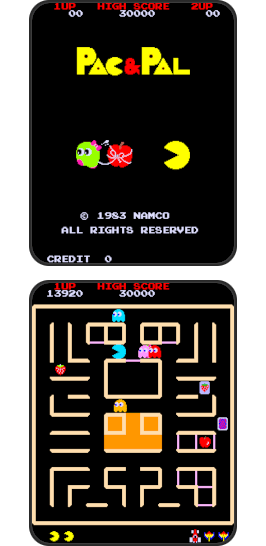 1UP HIGH SCORE 2UP
00 30000 00
PAC&PAL
© 1983 NAMCO
ALL RIGHTS RESERVED
CREDIT 0
1UP HIGH SCORE
13920 30000